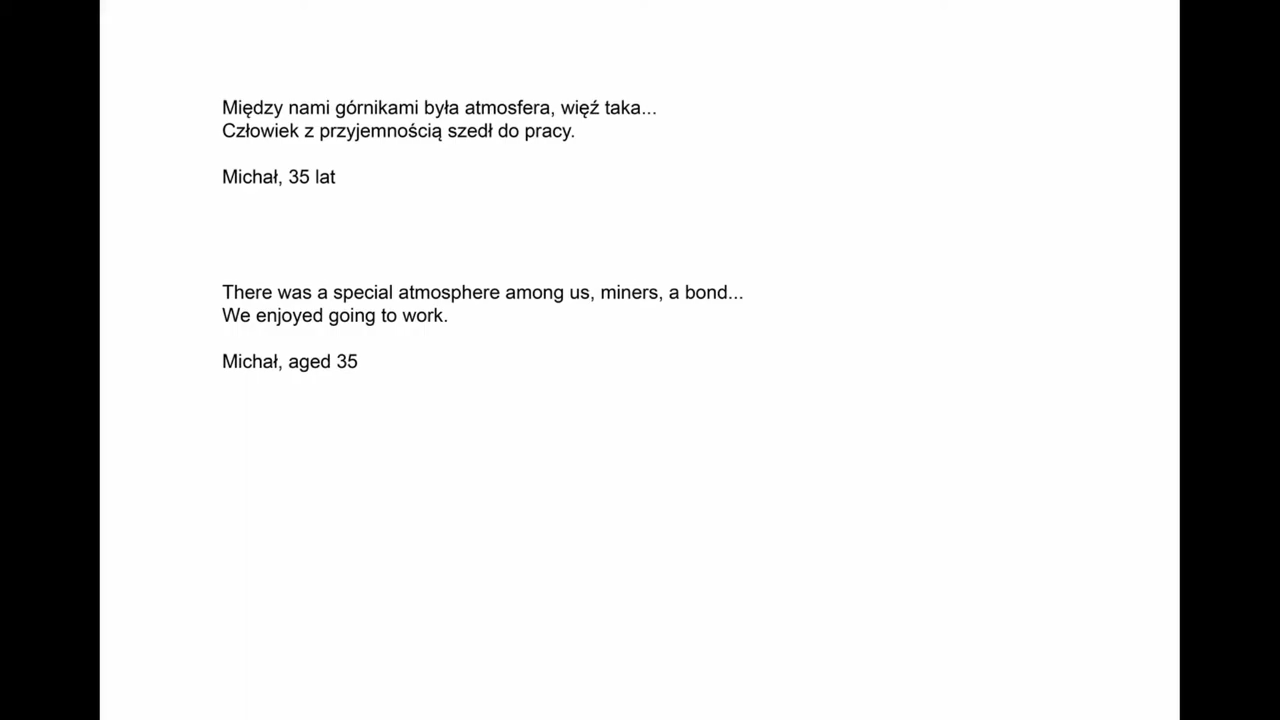 Między nami górnikami była atmosfera, więź taka...
Człowiek z przyjemnością szedł do pracy.
Michał, 35 lat
There was a special atmosphere among us, miners, a bond...
We enjoyed going to work.
Michał, aged 35